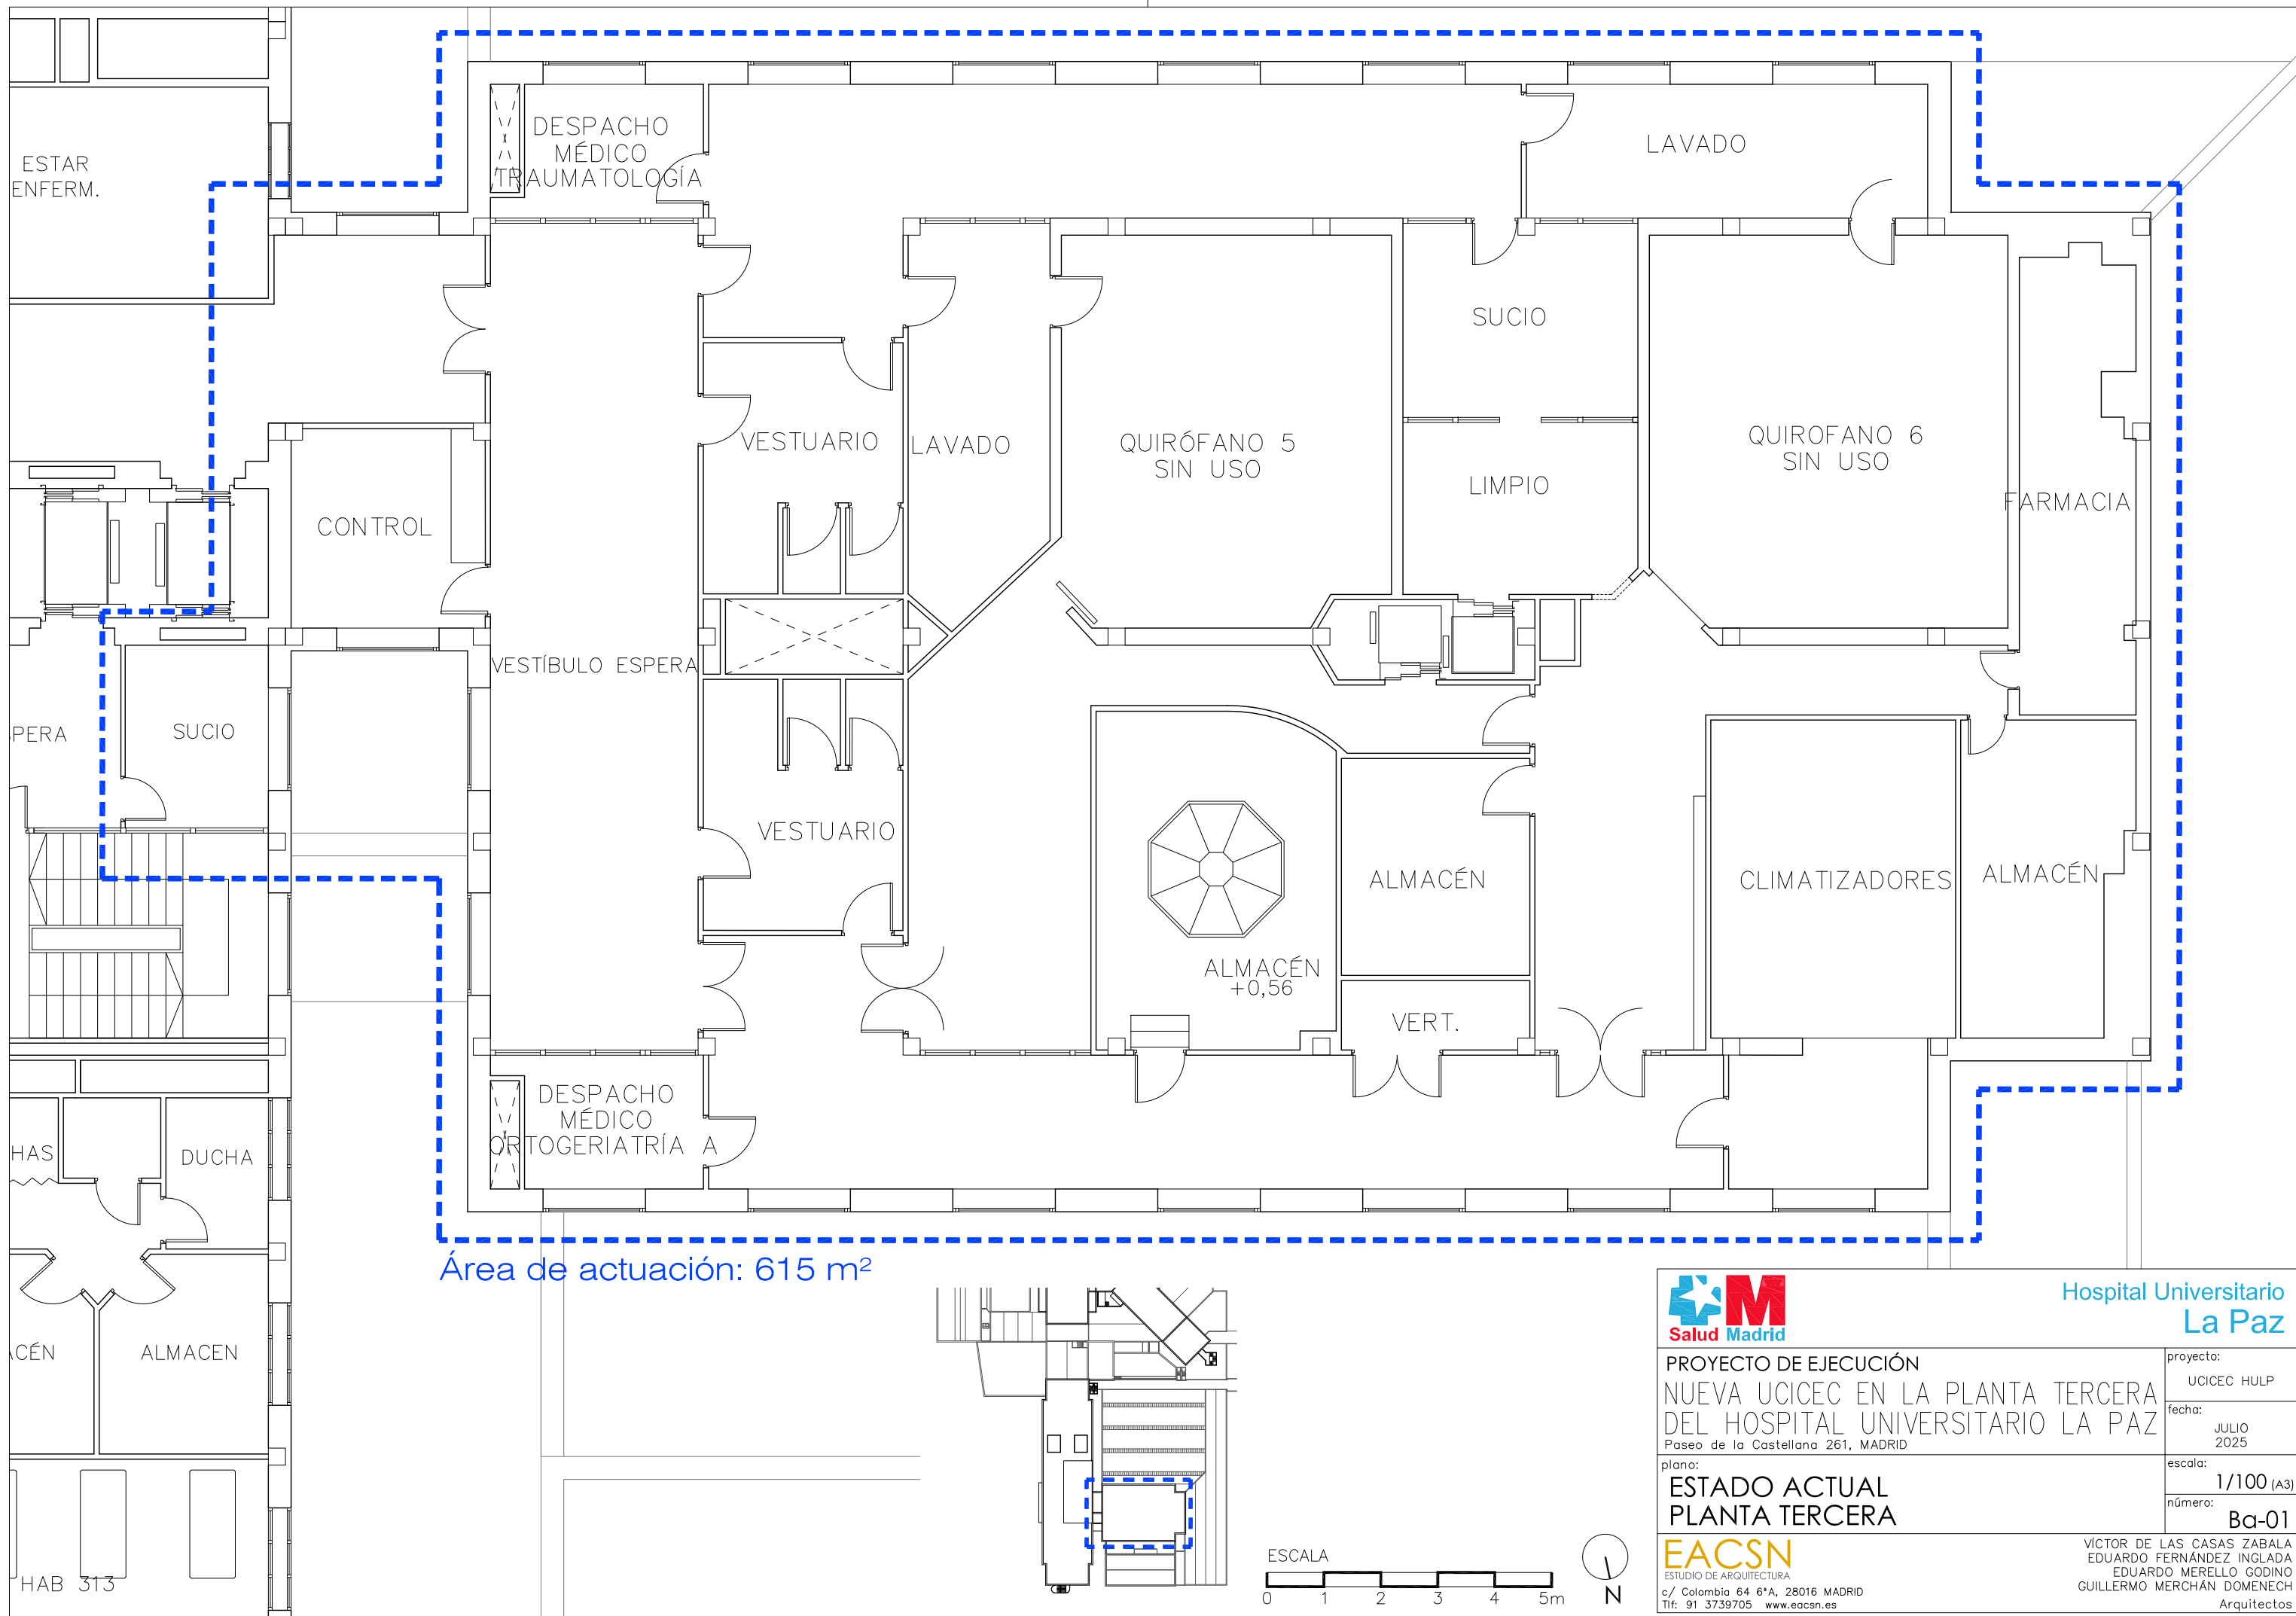 ESTAR
ENFERM.
DESPACHO
MÉDICO
TRAUMATOLOGÍA
LAVADO
SUCIO
VESTUARIO
LAVADO
QUIRÓFANO 5
SIN USO
QUIROFANO 6
SIN USO
LIMPIO
FARMACIA
CONTROL
VESTÍBULO ESPERA
PERA
SUCIO
VESTUARIO
ALMACÉN
CLIMATIZADORES
ALMACÉN
ALMACÉN
+0,56
VERT.
DESPACHO
MÉDICO
ORTOGERIATRÍA A
HAS
DUCHA
ACÉN
ALMACEN
HAB 313
Área de actuación: 615 m²
ESCALA
0 1 2 3 4 5m
N
Salud Madrid
Hospital Universitario
La Paz
PROYECTO DE EJECUCIÓN
NUEVA UCICEC EN LA PLANTA TERCERA
DEL HOSPITAL UNIVERSITARIO LA PAZ
Paseo de la Castellana 261, MADRID
proyecto:
UCICEC HULP
fecha:
JULIO
2025
plano:
ESTADO ACTUAL
PLANTA TERCERA
escala:
1/100 (A3)
número:
Ba-01
EACSN
ESTUDIO DE ARQUITECTURA
c/ Colombia 64 6ºA, 28016 MADRID
Tlf: 91 3739705 www.eacsn.es
VÍCTOR DE LAS CASAS ZABALA
EDUARDO FERNÁNDEZ INGLADA
EDUARDO MERELLO GODINO
GUILLERMO MERCHÁN DOMENECH
Arquitectos